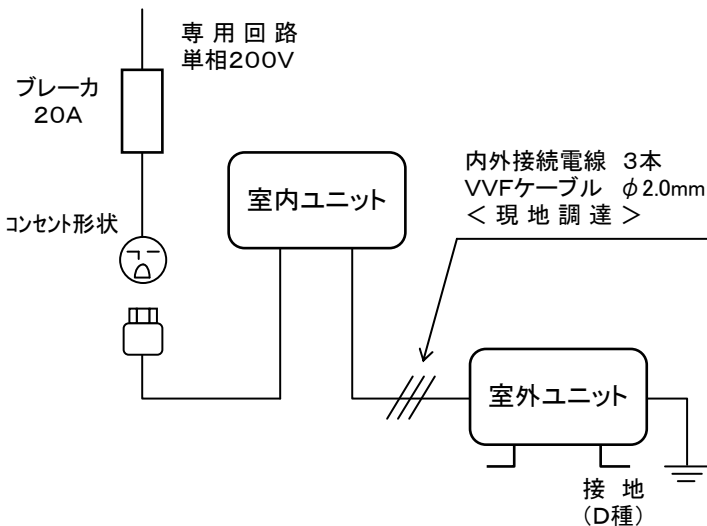 専用回路
単相200V
ブレーカ
20A
コンセント形状
室内ユニット
内外接続電線 3本
VVFケーブル φ2.0mm
<現地調達>
室外ユニット
接地
(D種)